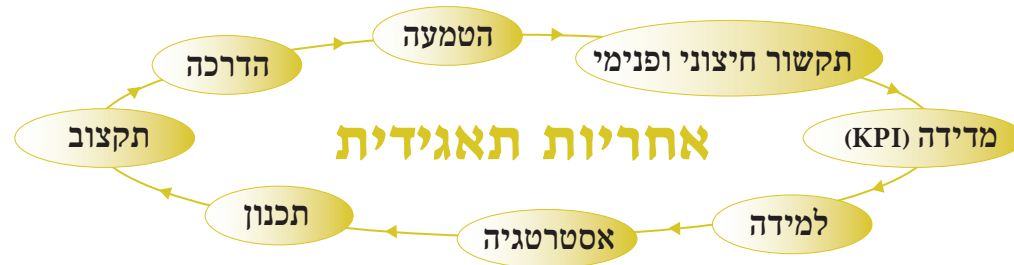 הטמעה
תקשור חיצוני ופנימי
הדרכה
מדידה (KPI)
אחריות תאגידית
תקצוב
למידה
תכנון
אסטרטגיה